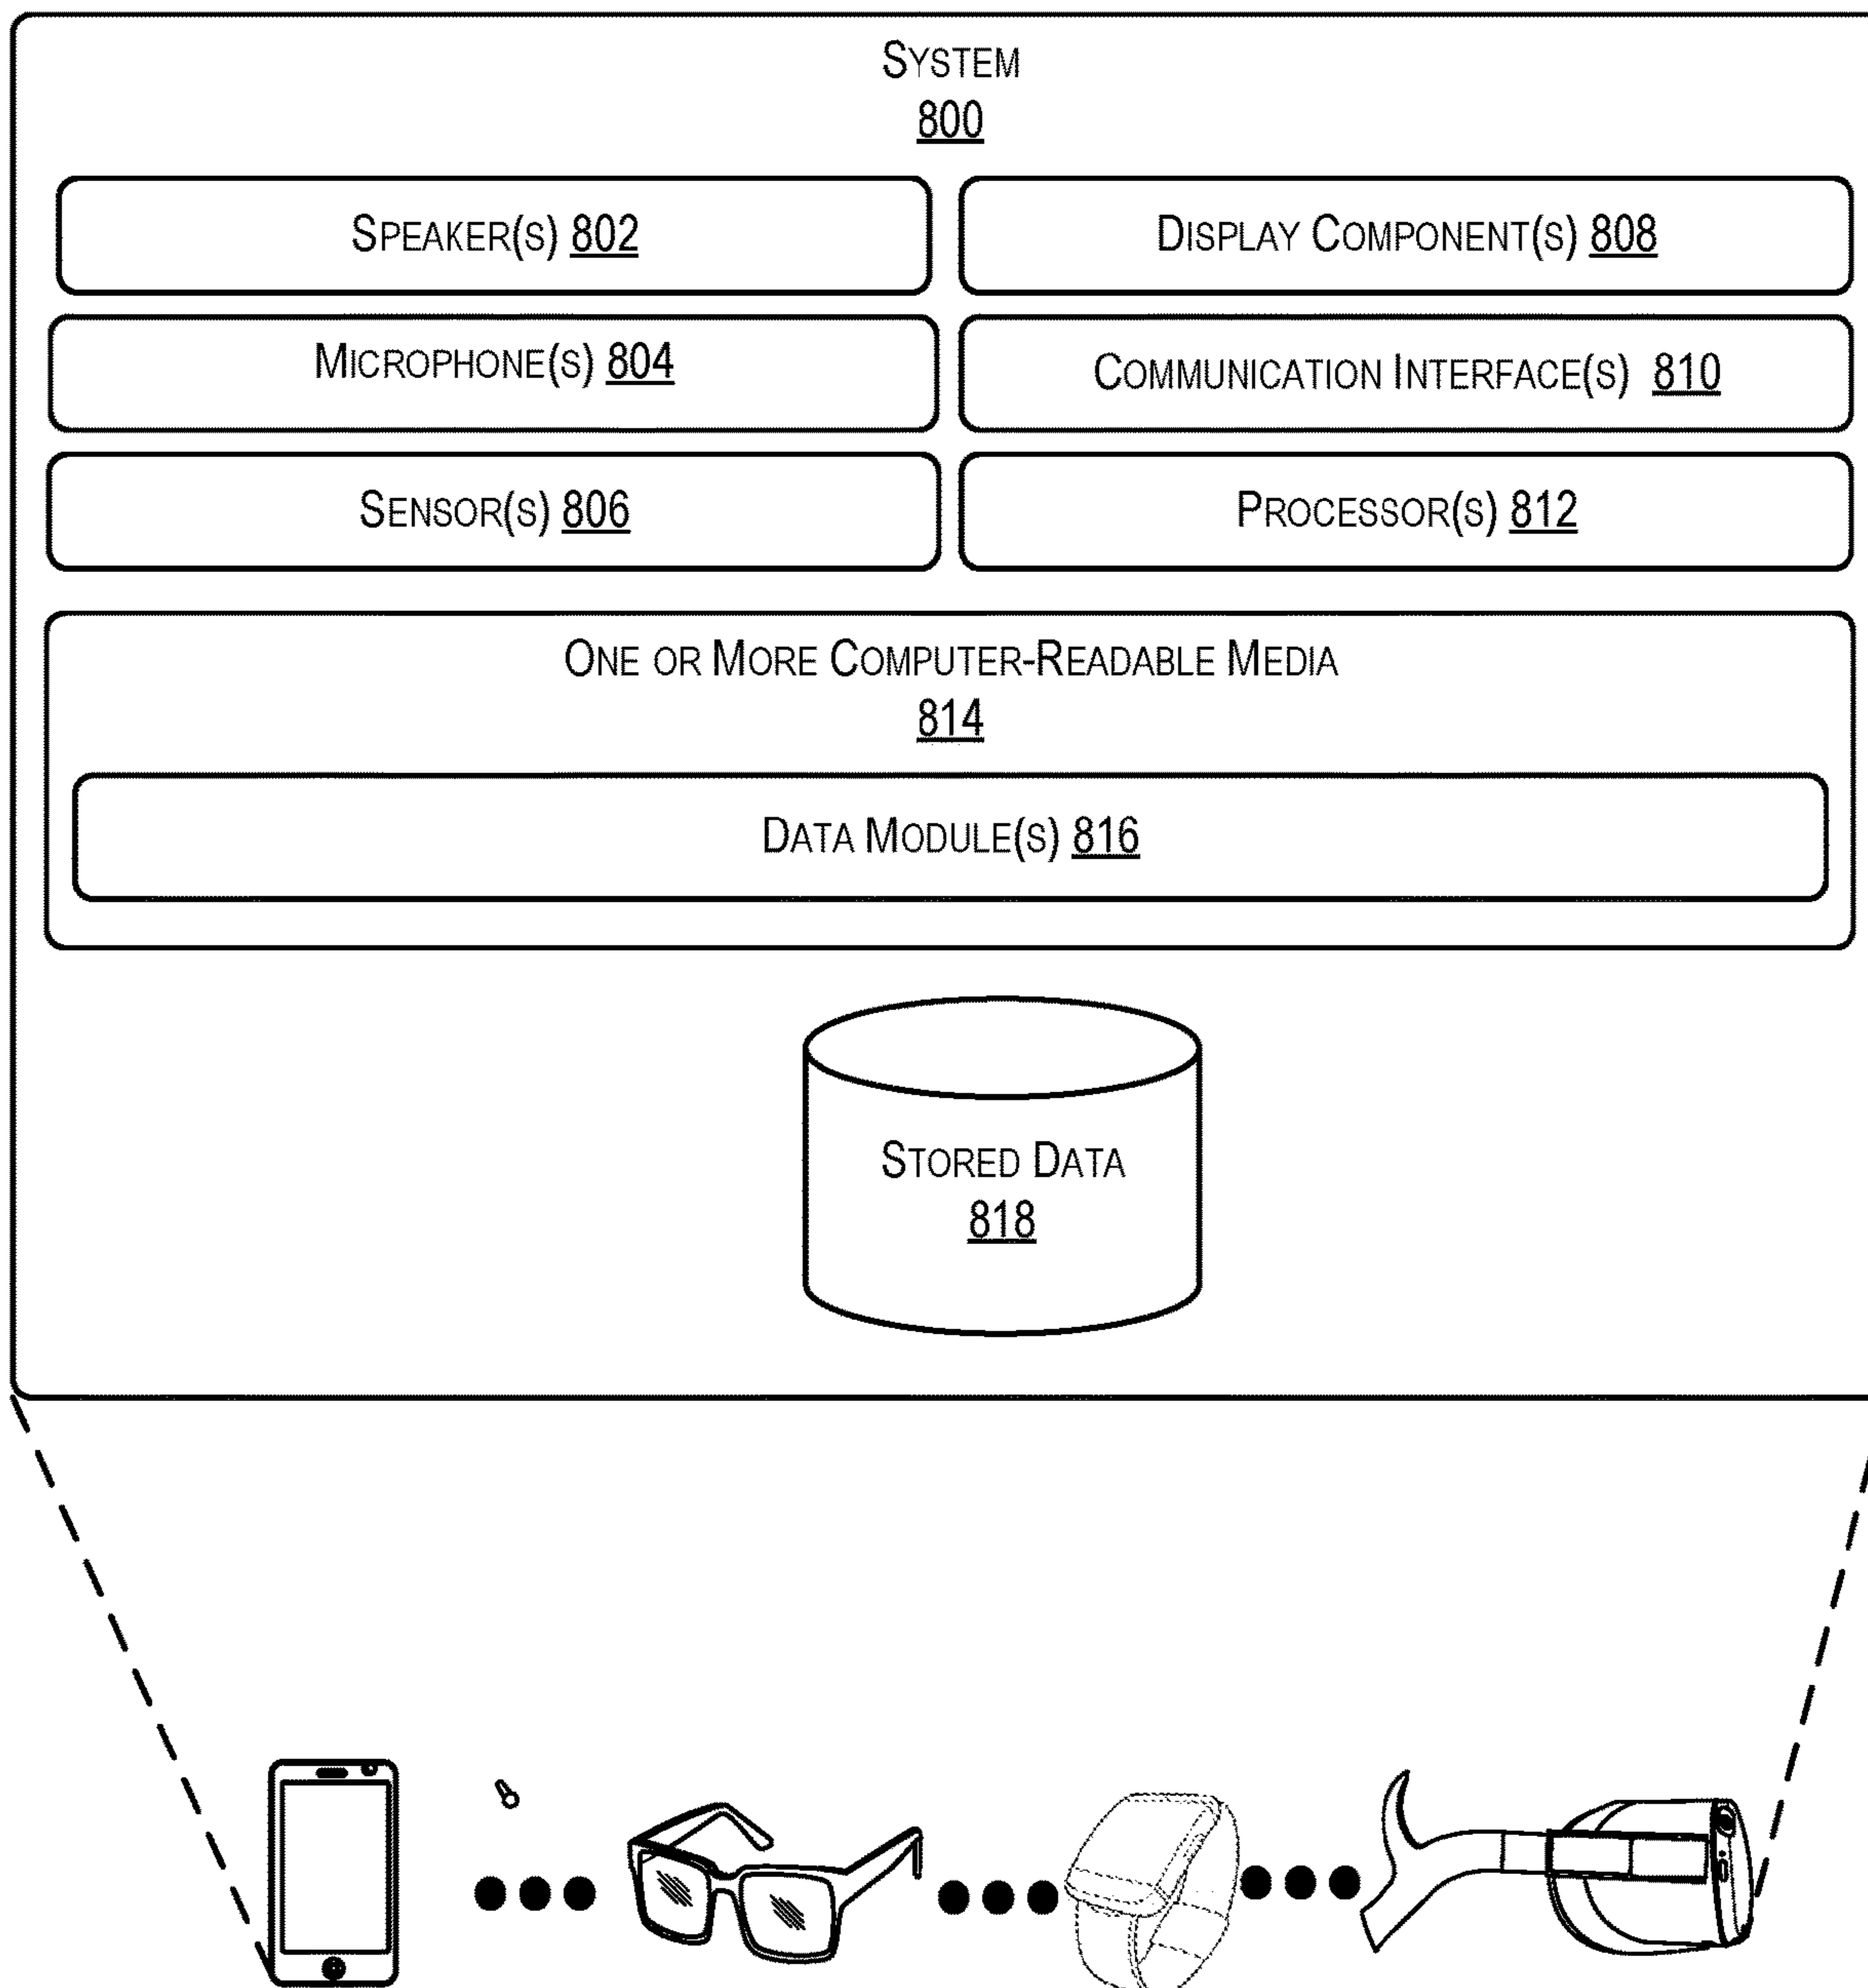 SYSTEM
800
SPEAKER(S) 802
DISPLAY COMPONENT(S) 808
MICROPHONE(S) 804
COMMUNICATION INTERFACE(S) 810
SENSOR(S) 806
PROCESSOR(S) 812
ONE OR MORE COMPUTER-READABLE MEDIA
814
DATA MODULE(S) 816
STORED DATA
818